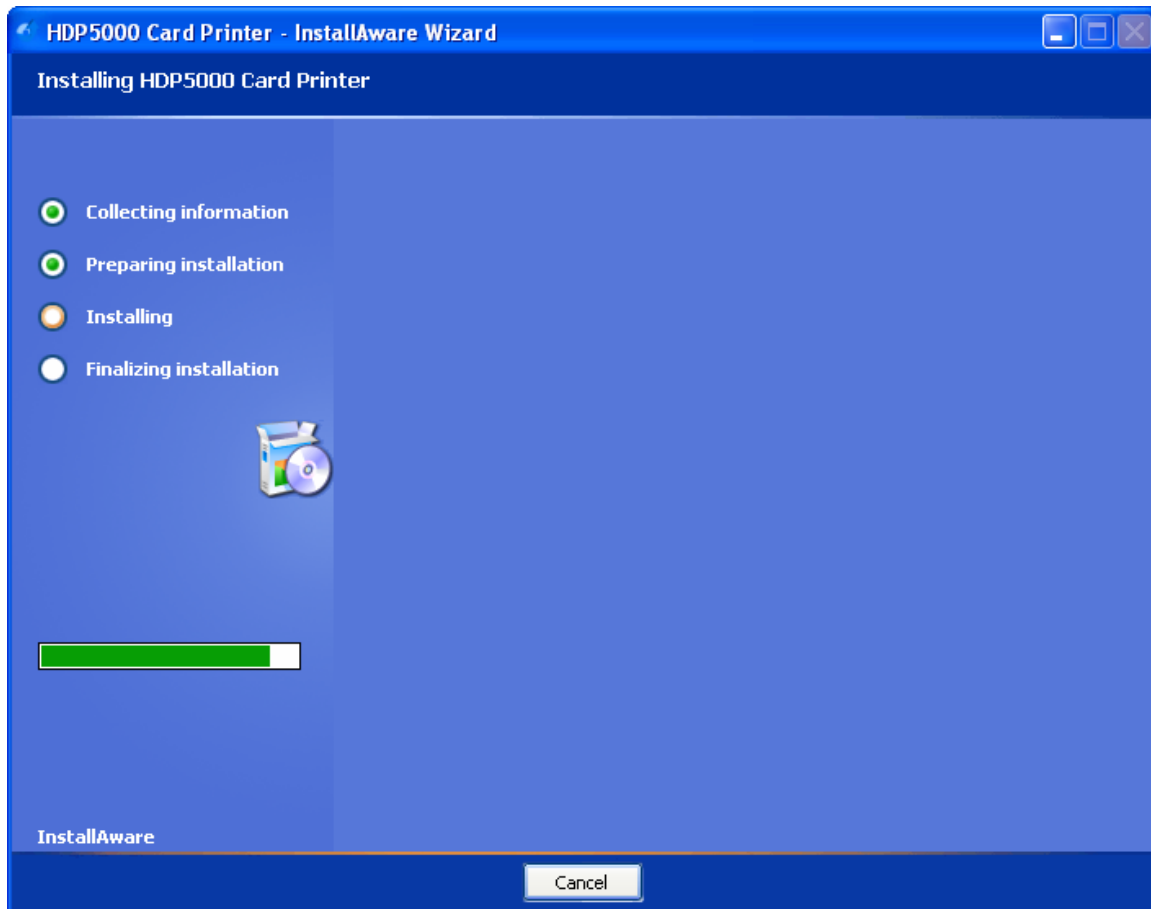 HDP5000 Card Printer - InstallAware Wizard
Installing HDP5000 Card Printer
Collecting information
Preparing installation
Installing
Finalizing installation
InstallAware
Cancel